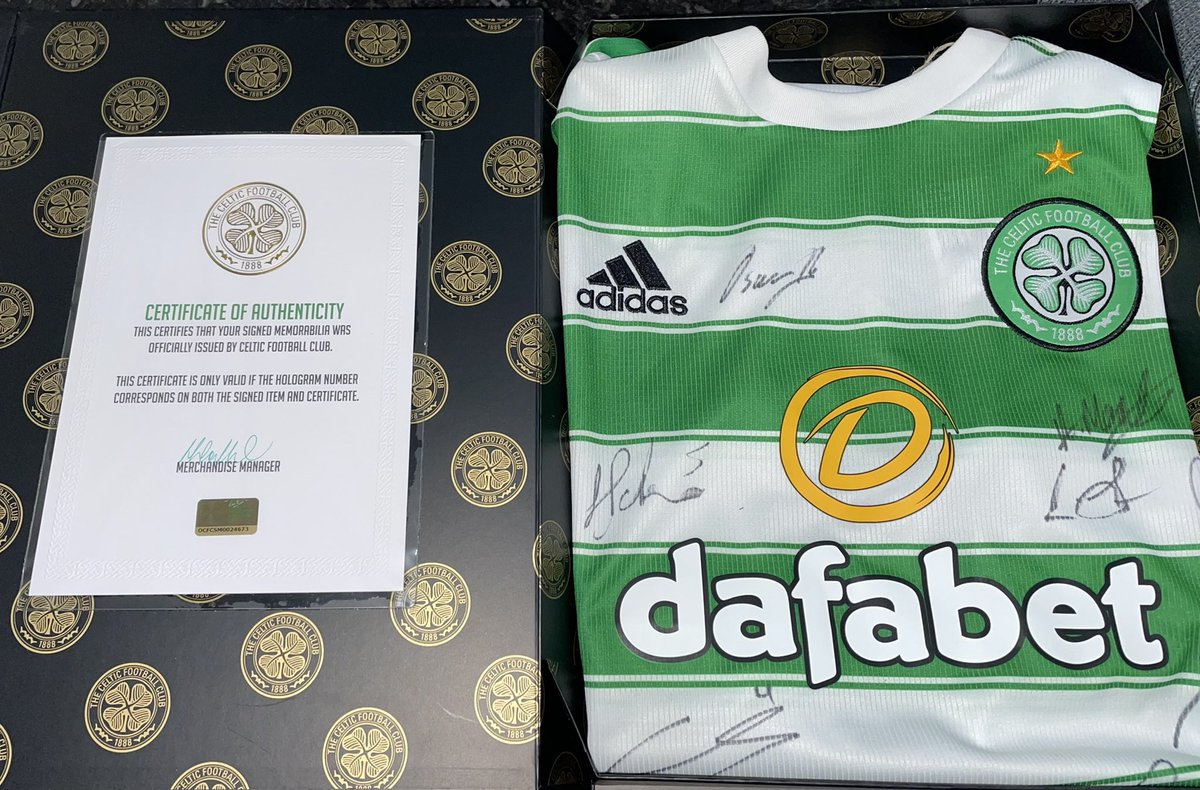 THE CELTIC FOOTBALL CLUB
1888
CERTIFICATE OF AUTHENTICITY
THIS CERTIFIES THAT YOUR SIGNED MEMORABILIA WAS
OFFICIALLY ISSUED BY CELTIC FOOTBALL CLUB.
THIS CERTIFICATE IS ONLY VALID IF THE HOLOGRAM NUMBER
CORRESPONDS ON BOTH THE SIGNED ITEM AND CERTIFICATE.
MERCHANDISE MANAGER
OCFCSM0024673
adidas
THE CELTIC FOOTBALL CLUB
1888
D
dafabet
4